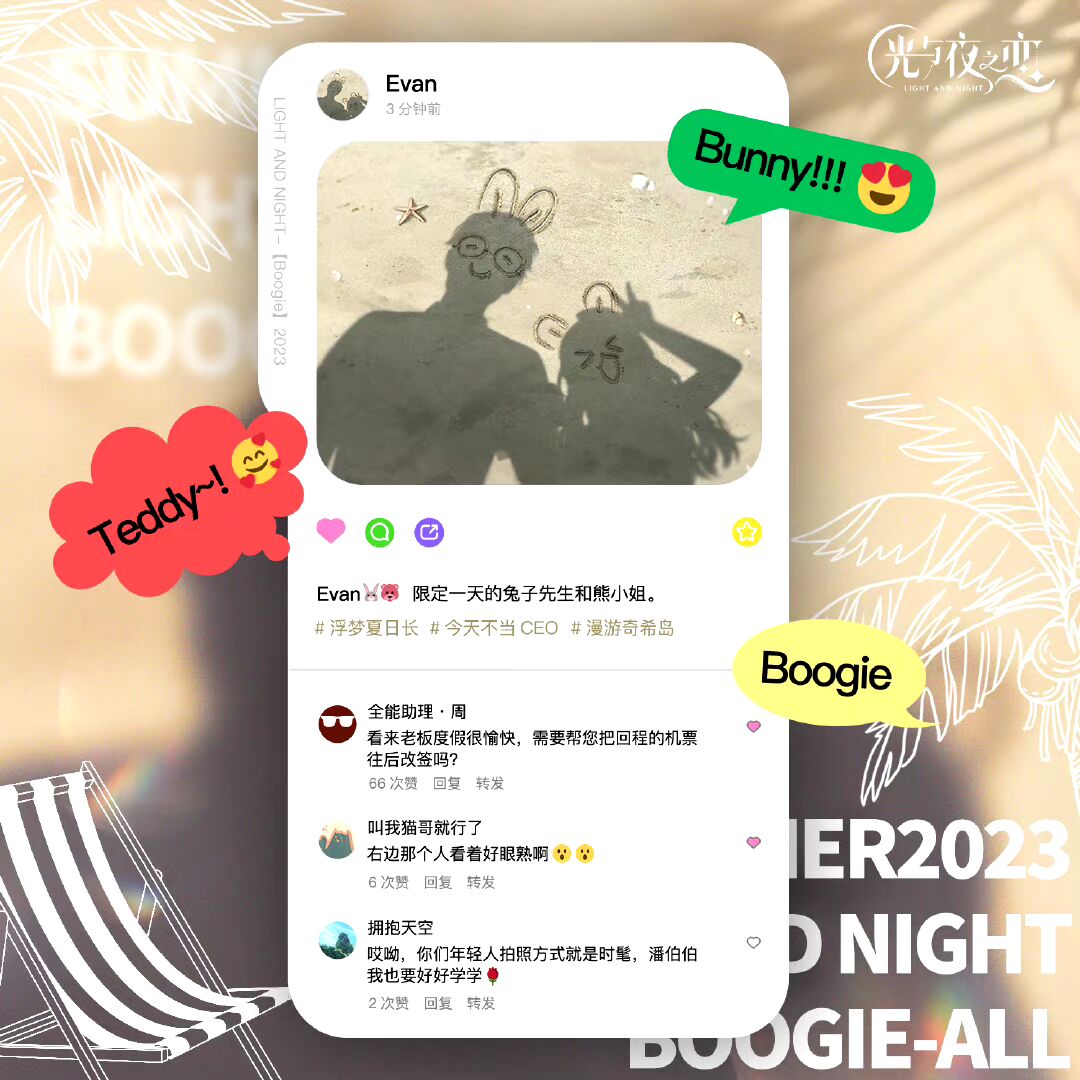 光与夜之恋
LIGHT AND NIGHT
Evan
3 分钟前
LIGHT AND NIGHT-【Boogie】 2023
Bunny!!! 😍
Teddy~! 🥰
Evan🐰🐻 限定一天的兔子先生和熊小姐。
# 浮梦夏日长 # 今天不当 CEO # 漫游奇希岛
Boogie
全能助理·周
看来老板度假很愉快，需要帮您把回程的机票
往后改签吗?
66 次赞 回复 转发
叫我猫哥就行了
右边那个人看着好眼熟啊😮😮
6 次赞 回复 转发
拥抱天空
哎呦，你们年轻人拍照方式就是时髦，潘伯伯
我也要好好学学🌹
2 次赞 回复 转发
MER2023
D NIGHT
BOOGIE-ALL